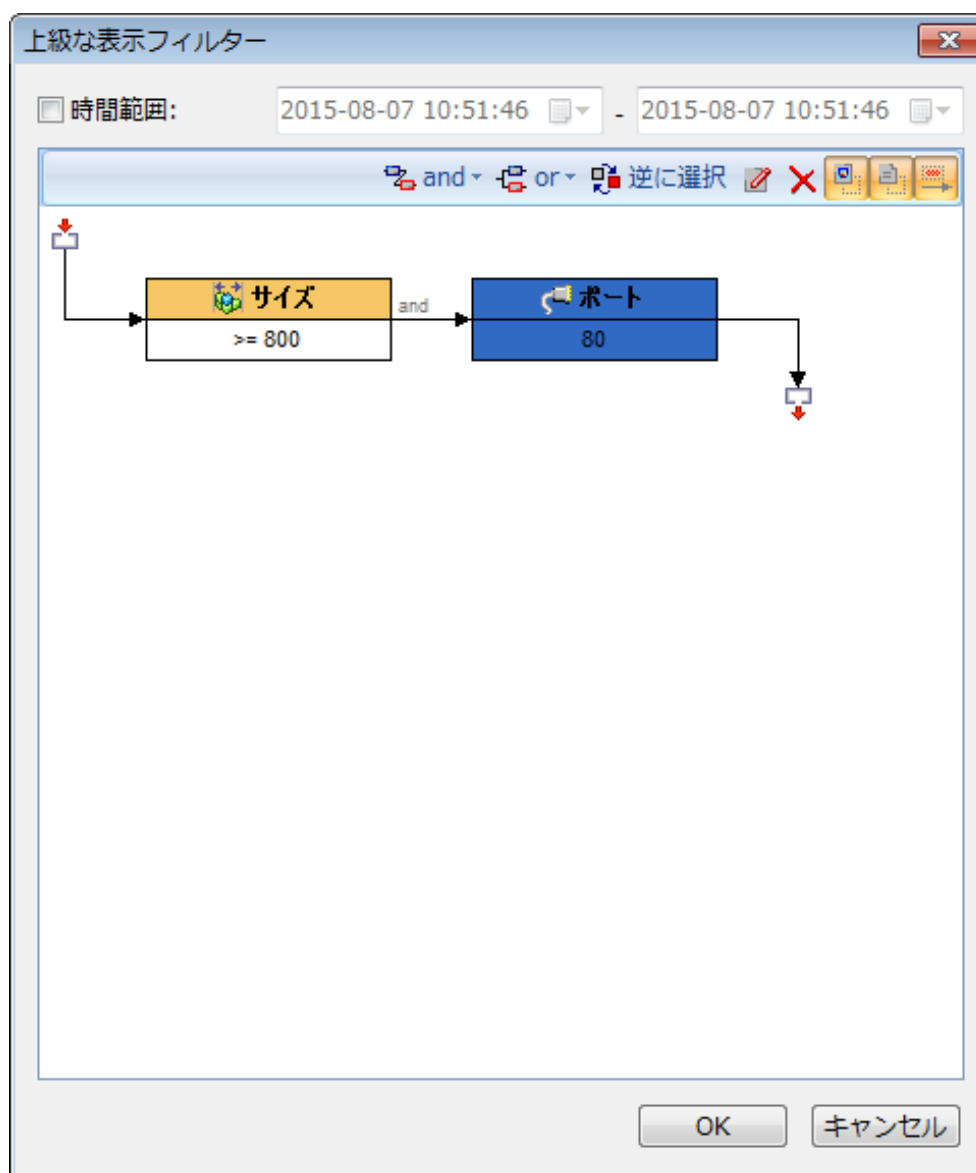 上級な表示フィルター
時間範囲: 2015-08-07 10:51:46 - 2015-08-07 10:51:46
and or 逆に選択
サイズ and ポート
>= 800 80
OK キャンセル